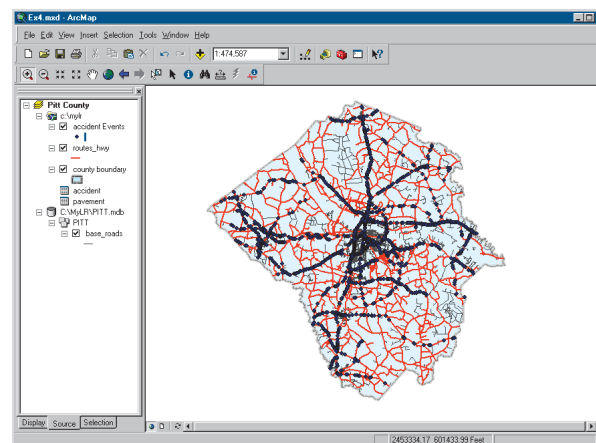 Ex4.mxd - ArcMap
File Edit View Insert Selection Tools Window Help
1:474,587
Pitt County
c:\mylr
accident Events
routes_hwy
county boundary
accident
pavement
C:\MyLR\PITT.mdb
PITT
base_roads
Display Source Selection
2453334.17 601433.99 Feet